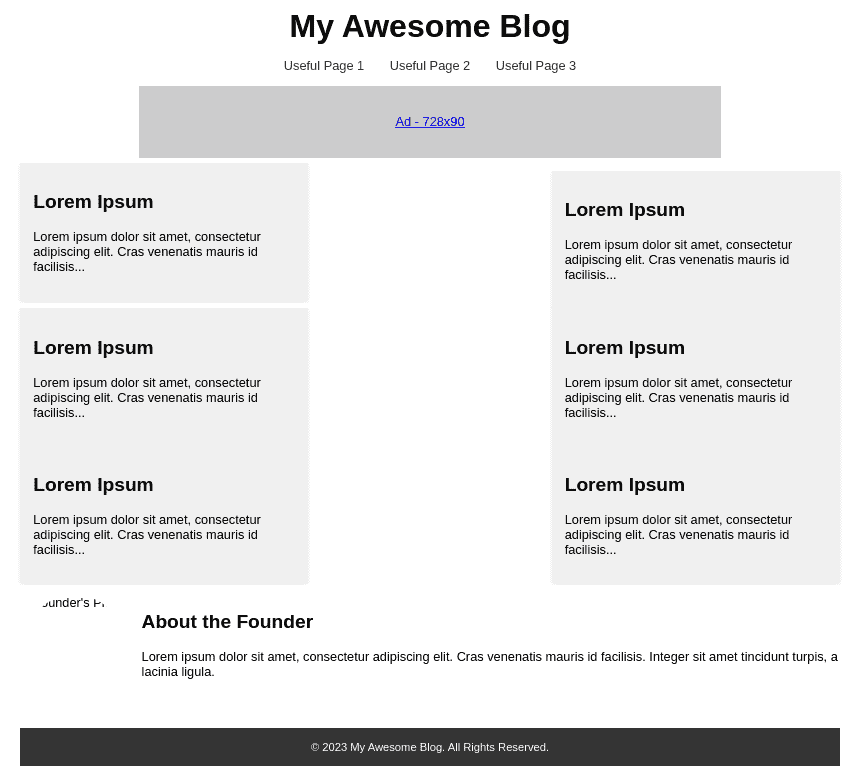 My Awesome Blog
Useful Page 1 Useful Page 2 Useful Page 3
Ad - 728x90
Lorem Ipsum
Lorem ipsum dolor sit amet, consectetur
adipiscing elit. Cras venenatis mauris id
facilisis...
Lorem Ipsum
Lorem ipsum dolor sit amet, consectetur
adipiscing elit. Cras venenatis mauris id
facilisis...
Lorem Ipsum
Lorem ipsum dolor sit amet, consectetur
adipiscing elit. Cras venenatis mauris id
facilisis...
Lorem Ipsum
Lorem ipsum dolor sit amet, consectetur
adipiscing elit. Cras venenatis mauris id
facilisis...
Lorem Ipsum
Lorem ipsum dolor sit amet, consectetur
adipiscing elit. Cras venenatis mauris id
facilisis...
Lorem Ipsum
Lorem ipsum dolor sit amet, consectetur
adipiscing elit. Cras venenatis mauris id
facilisis...
About the Founder
Lorem ipsum dolor sit amet, consectetur adipiscing elit. Cras venenatis mauris id facilisis. Integer sit amet tincidunt turpis, a
lacinia ligula.
© 2023 My Awesome Blog. All Rights Reserved.